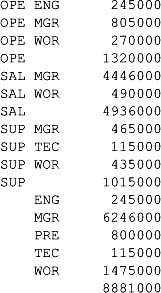 OPE ENG 245000
OPE MGR 805000
OPE WOR 270000
OPE 1320000
SAL MGR 4446000
SAL WOR 490000
SAL 4936000
SUP MGR 465000
SUP TEC 115000
SUP WOR 435000
SUP 1015000
ENG 245000
MGR 6246000
PRE 800000
TEC 115000
WOR 1475000
8881000